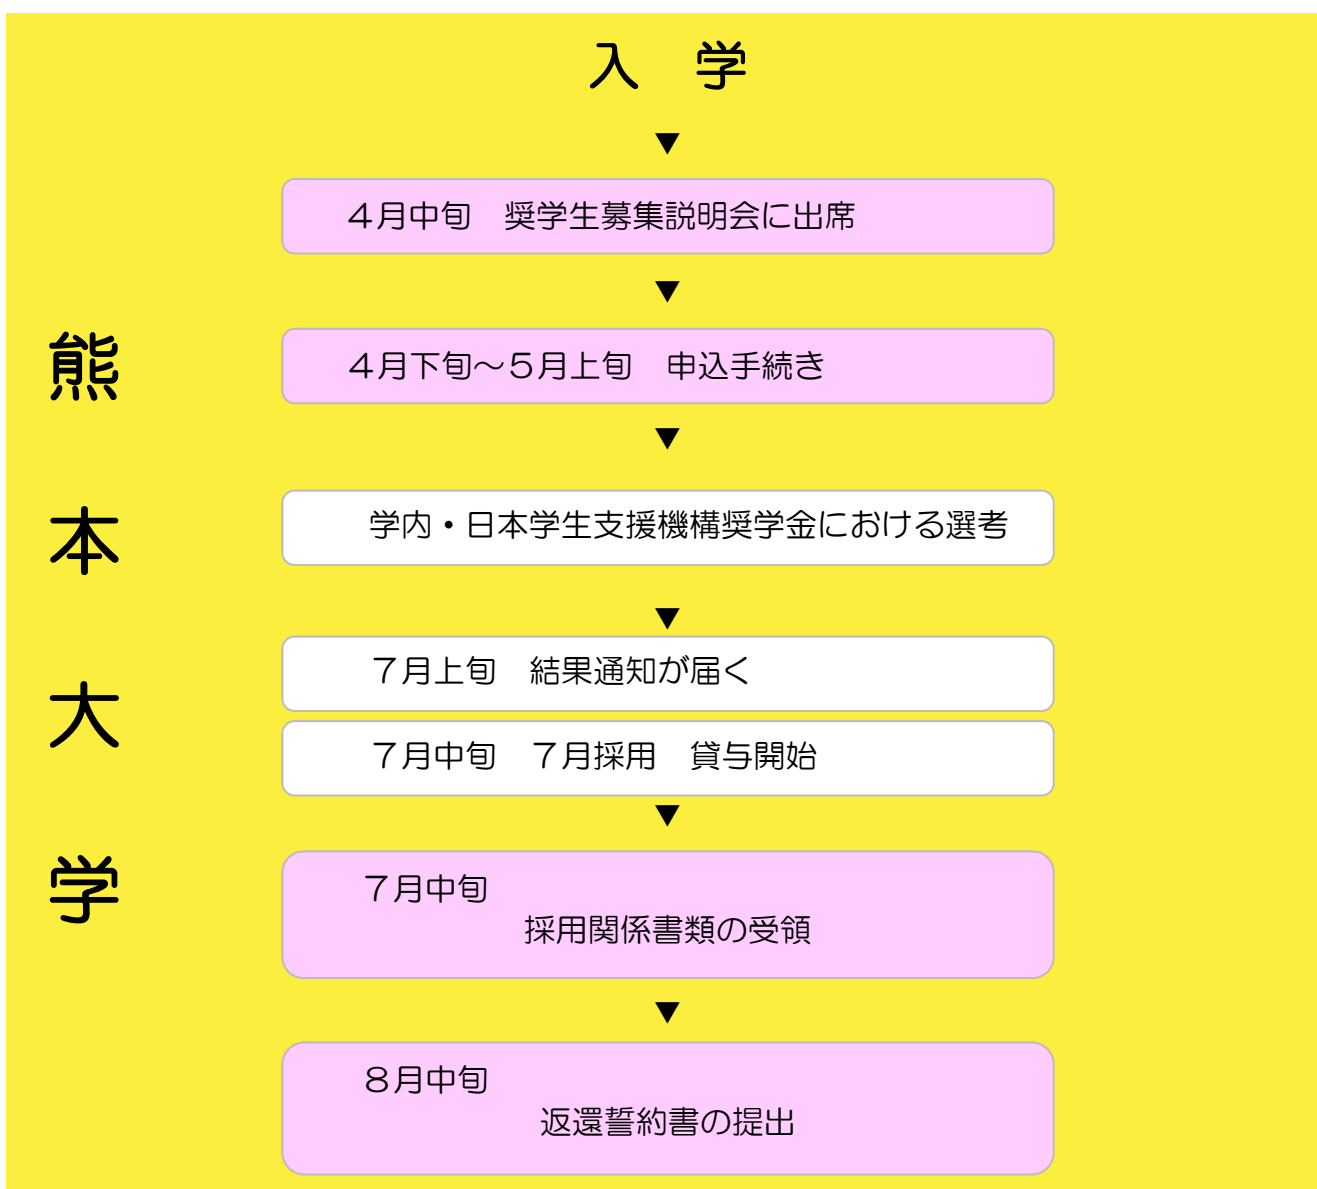 入　学
▼
４月中旬　奨学生募集説明会に出席
▼
４月下旬～５月上旬　申込手続き
▼
学内・日本学生支援機構奨学金における選考
▼
７月上旬　結果通知が届く
７月中旬　７月採用　貸与開始
▼
７月中旬
採用関係書類の受領
▼
８月中旬
返還誓約書の提出
熊本大学